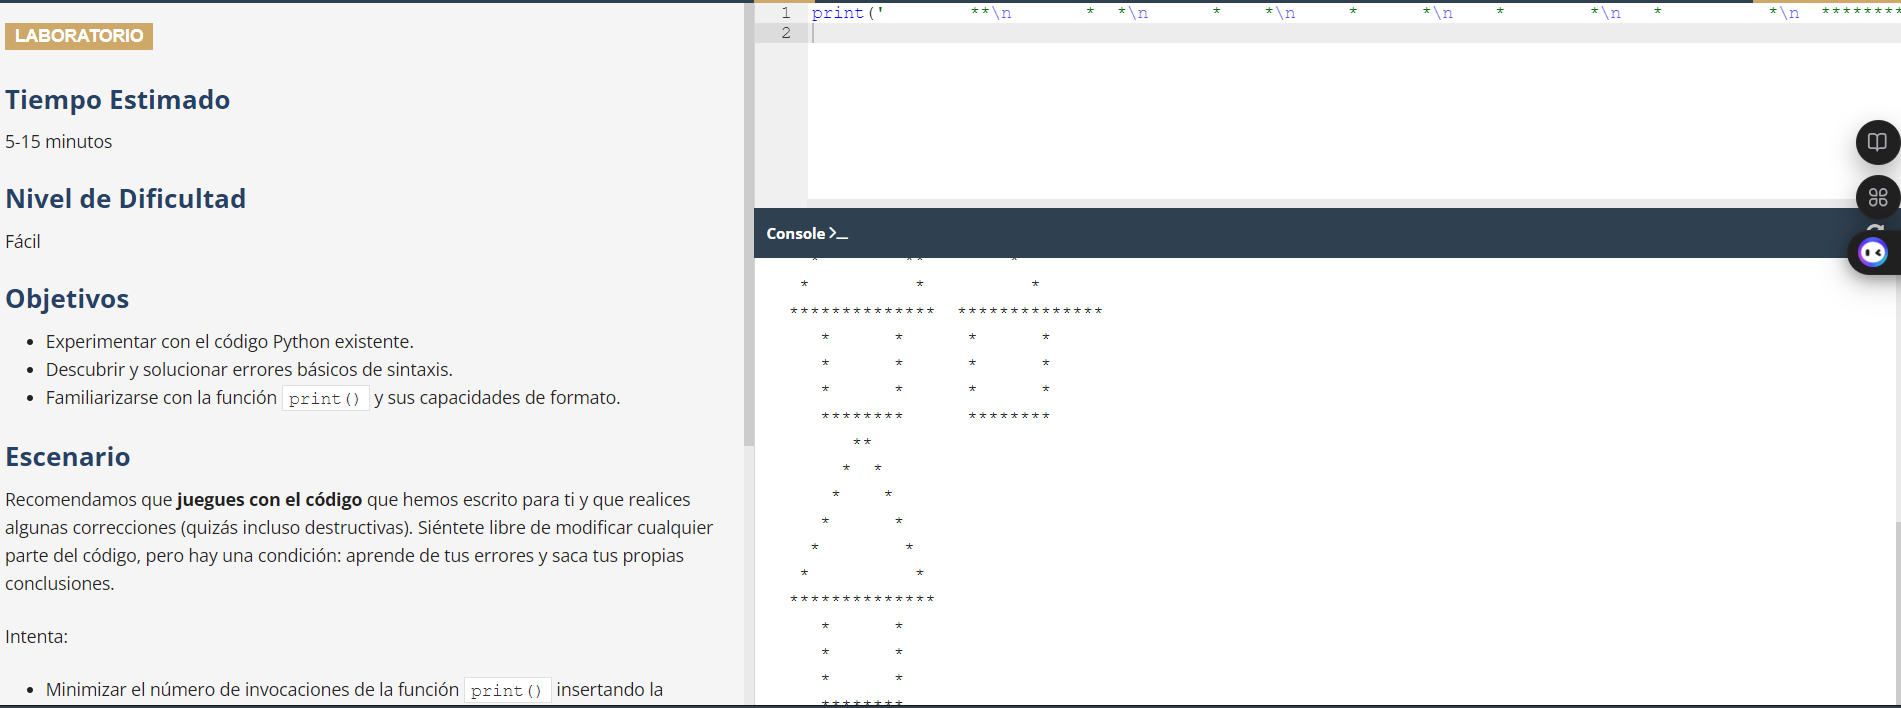 LABORATORIO
Tiempo Estimado
5-15 minutos
Nivel de Dificultad
Fácil
Objetivos
Experimentar con el código Python existente.
Descubrir y solucionar errores básicos de sintaxis.
Familiarizarse con la función print() y sus capacidades de formato.
Escenario
Recomendamos que juegues con el código que hemos escrito para ti y que realices
algunas correcciones (quizás incluso destructivas). Siéntete libre de modificar cualquier
parte del código, pero hay una condición: aprende de tus errores y saca tus propias
conclusiones.
Intenta:
Minimizar el número de invocaciones de la función print() insertando la
1 print('        **\n       *  *\n      *    *\n     *      *\n    *        *\n   *          *\n  ********
2
Console >_
   *        **         *
  *          *          *
 **************  **************
    *      *      *      *
    *      *      *      *
    *      *      *      *
    ********      ********
       **
      *  *
     *    *
    *      *
   *        *
  *          *
 **************
    *      *
    *      *
    *      *
    ********